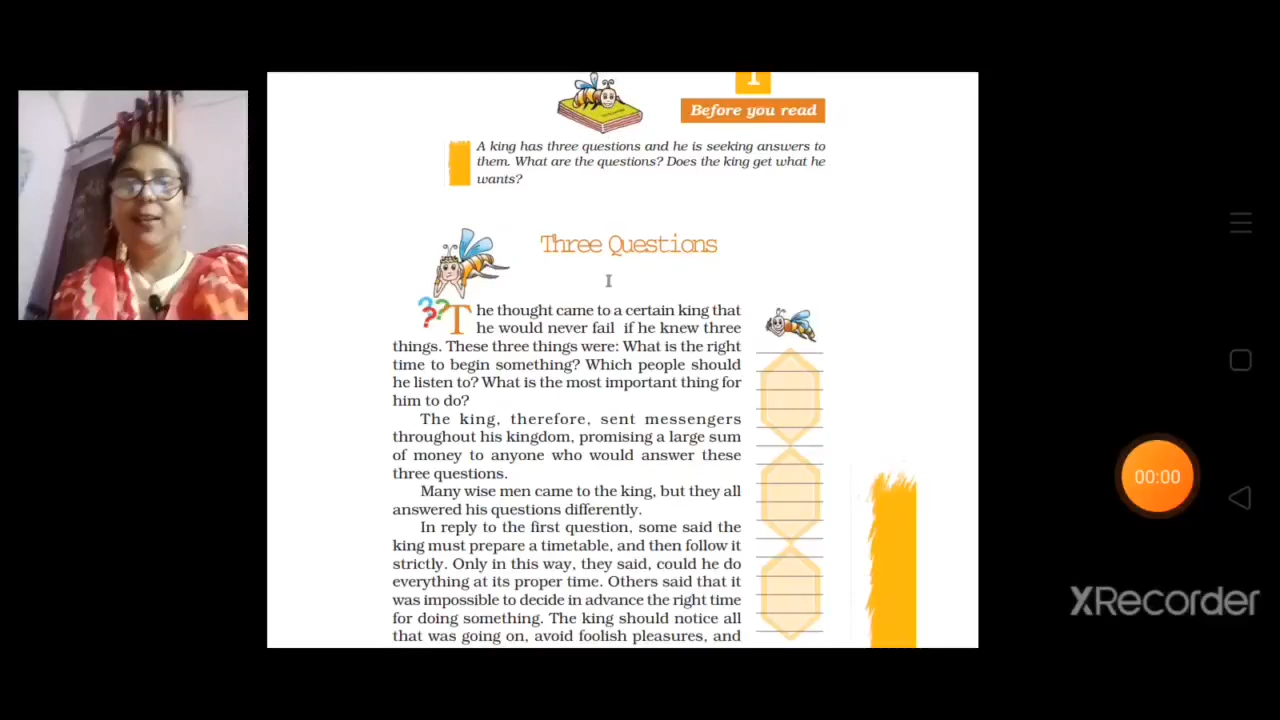 1
Before you read
A king has three questions and he is seeking answers to
them. What are the questions? Does the king get what he
wants?
Three Questions
I
??The thought came to a certain king that
he would never fail if he knew three
things. These three things were: What is the right
time to begin something? Which people should
he listen to? What is the most important thing for
him to do?
The king, therefore, sent messengers
throughout his kingdom, promising a large sum
of money to anyone who would answer these
three questions.
Many wise men came to the king, but they all
answered his questions differently.
In reply to the first question, some said the
king must prepare a timetable, and then follow it
strictly. Only in this way, they said, could he do
everything at its proper time. Others said that it
was impossible to decide in advance the right time
for doing something. The king should notice all
that was going on, avoid foolish pleasures, and
00:00
XRecorder